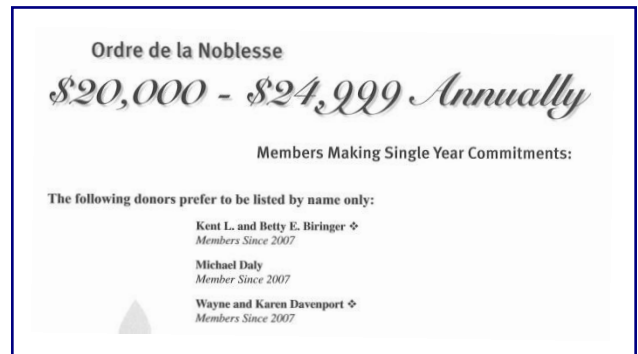 Ordre de la Noblesse
$20,000 - $24,999 Annually
Members Making Single Year Commitments:
The following donors prefer to be listed by name only:
Kent L. and Betty E. Biringer ❖
Members Since 2007
Michael Daly
Member Since 2007
Wayne and Karen Davenport ❖
Members Since 2007